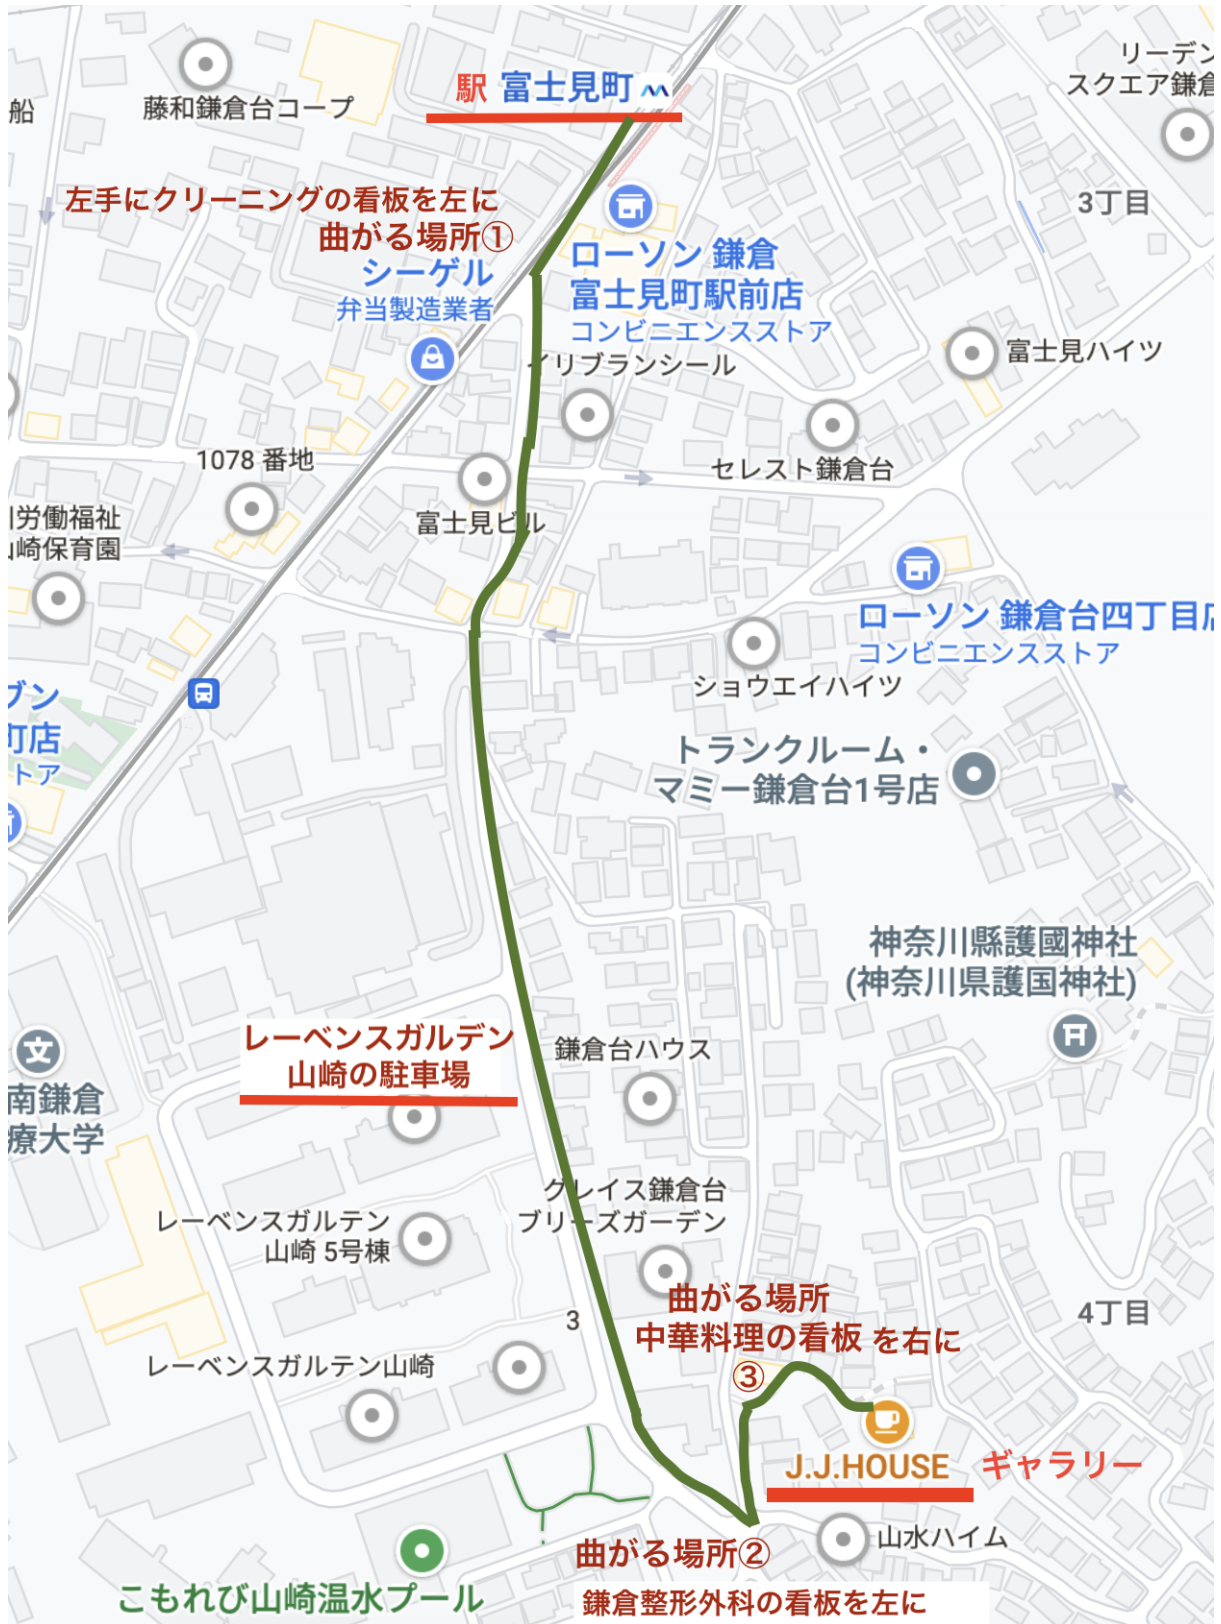 リーデン
スクエア鎌倉
駅 富士見町
藤和鎌倉台コープ
船
左手にクリーニングの看板を左に
曲がる場所①
3丁目
シーゲル
弁当製造業者
ローソン 鎌倉
富士見町駅前店
コンビニエンスストア
イリブランシール
富士見ハイツ
1078 番地
セレスト鎌倉台
富士見ビル
労働福祉
山崎保育園
ローソン 鎌倉台四丁目店
コンビニエンスストア
ショウエイハイツ
ブン
町店
トア
トランクルーム・
マミー鎌倉台1号店
神奈川縣護國神社
(神奈川県護国神社)
レーベンスガルデン
山崎の駐車場
鎌倉台ハウス
文
南鎌倉
療大学
グレイス鎌倉台
ブリーズガーデン
レーベンスガルテン
山崎 5号棟
曲がる場所
中華料理の看板 を右に
③
3
4丁目
レーベンスガルテン山崎
J.J.HOUSE ギャラリー
山水ハイム
曲がる場所②
鎌倉整形外科の看板を左に
こもれび山崎温水プール